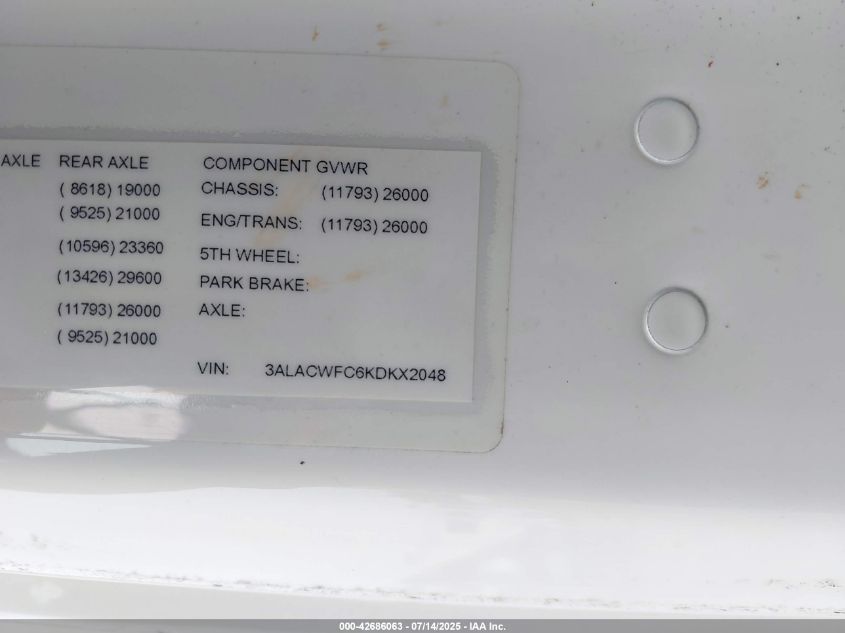 AXLE REAR AXLE COMPONENT GVWR
( 8618) 19000 CHASSIS: (11793) 26000
( 9525) 21000 ENG/TRANS: (11793) 26000
(10596) 23360 5TH WHEEL:
(13426) 29600 PARK BRAKE:
(11793) 26000 AXLE:
( 9525) 21000
VIN: 3ALACWFC6KDKX2048
000-42686063 - 07/14/2025 - IAA Inc.